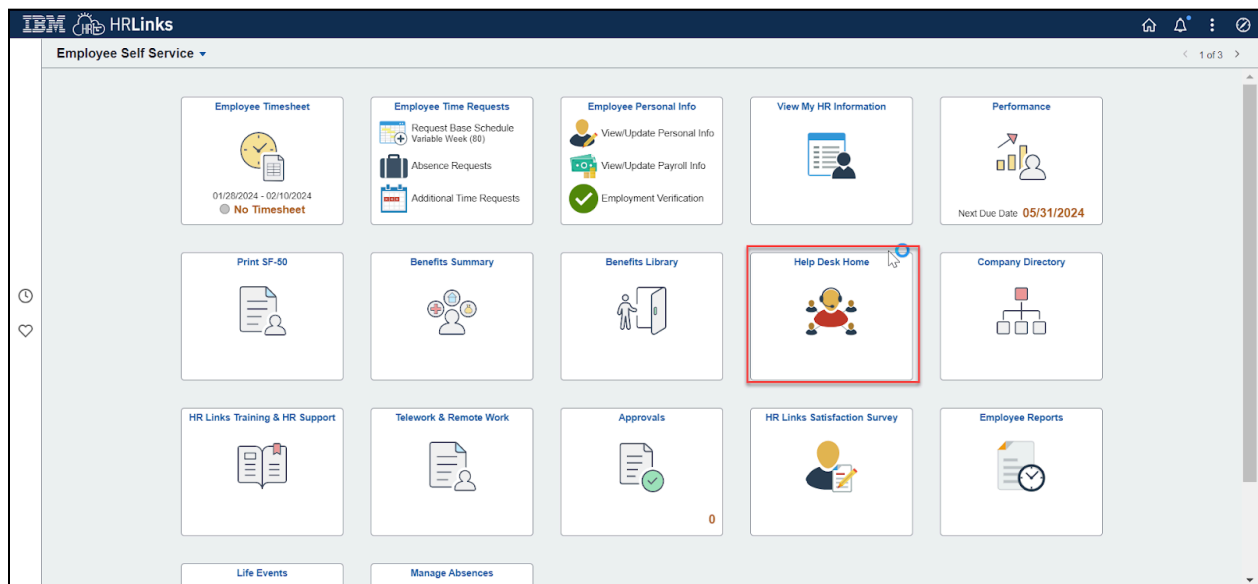 IBM HR HRLinks
Employee Self Service
1 of 3
Employee Timesheet
01/28/2024 - 02/10/2024
No Timesheet
Employee Time Requests
Request Base Schedule
Variable Week (80)
Absence Requests
Additional Time Requests
Employee Personal Info
View/Update Personal Info
View/Update Payroll Info
Employment Verification
View My HR Information
Performance
Next Due Date 05/31/2024
Print SF-50
Benefits Summary
Benefits Library
Help Desk Home
Company Directory
HR Links Training & HR Support
Telework & Remote Work
Approvals
0
HR Links Satisfaction Survey
Employee Reports
Life Events
Manage Absences